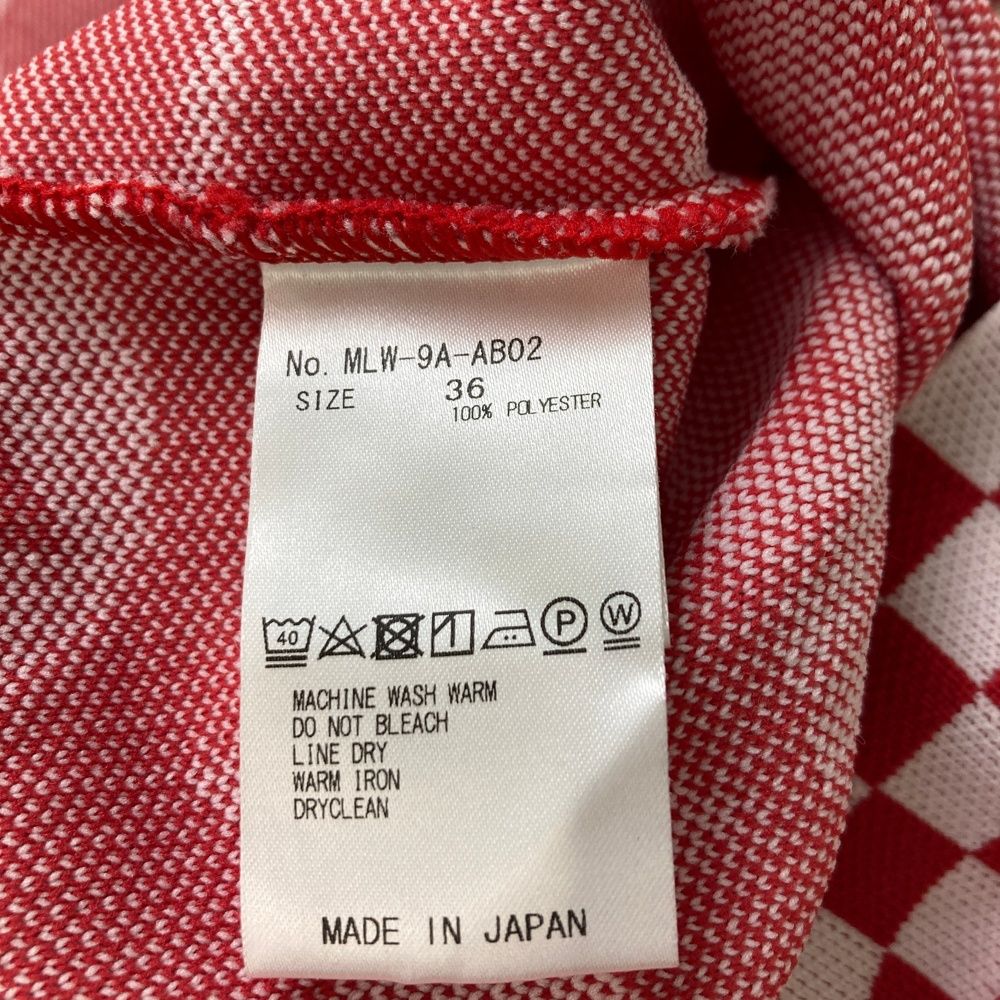 No. MLW-9A-AB02
SIZE 36
100% POLYESTER
40 P W
MACHINE WASH WARM
DO NOT BLEACH
LINE DRY
WARM IRON
DRYCLEAN
MADE IN JAPAN